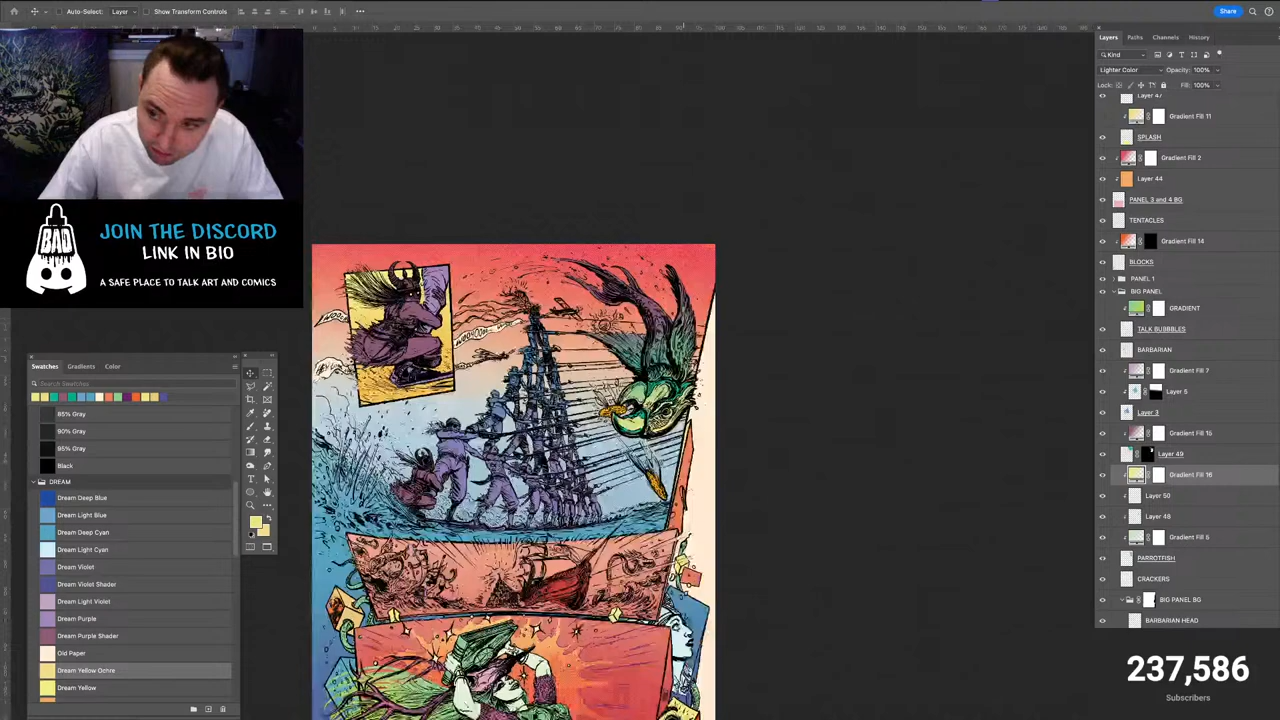 Auto-Select:
Layer
Show Transform Controls
Share
JOIN THE DISCORD
LINK IN BIO
A SAFE PLACE TO TALK ART AND COMICS
BAD
Swatches
Gradients
Color
Search Swatches
85% Gray
90% Gray
95% Gray
Black
DREAM
Dream Deep Blue
Dream Light Blue
Dream Deep Cyan
Dream Light Cyan
Dream Violet
Dream Violet Shader
Dream Light Violet
Dream Purple
Dream Purple Shader
Old Paper
Dream Yellow Ochre
Dream Yellow
Layers
Paths
Channels
History
Kind
Lighter Color
Opacity: 100%
Lock:
Fill: 100%
Layer 47
Gradient Fill 11
SPLASH
Gradient Fill 2
Layer 44
PANEL 3 and 4 BG
TENTACLES
Gradient Fill 14
BLOCKS
PANEL 1
BIG PANEL
GRADIENT
TALK BUBBBLES
BARBARIAN
Gradient Fill 7
Layer 5
Layer 3
Gradient Fill 15
Layer 49
Gradient Fill 16
Layer 50
Layer 48
Gradient Fill 5
PARROTFISH
CRACKERS
BIG PANEL BG
BARBARIAN HEAD
237,586
Subscribers